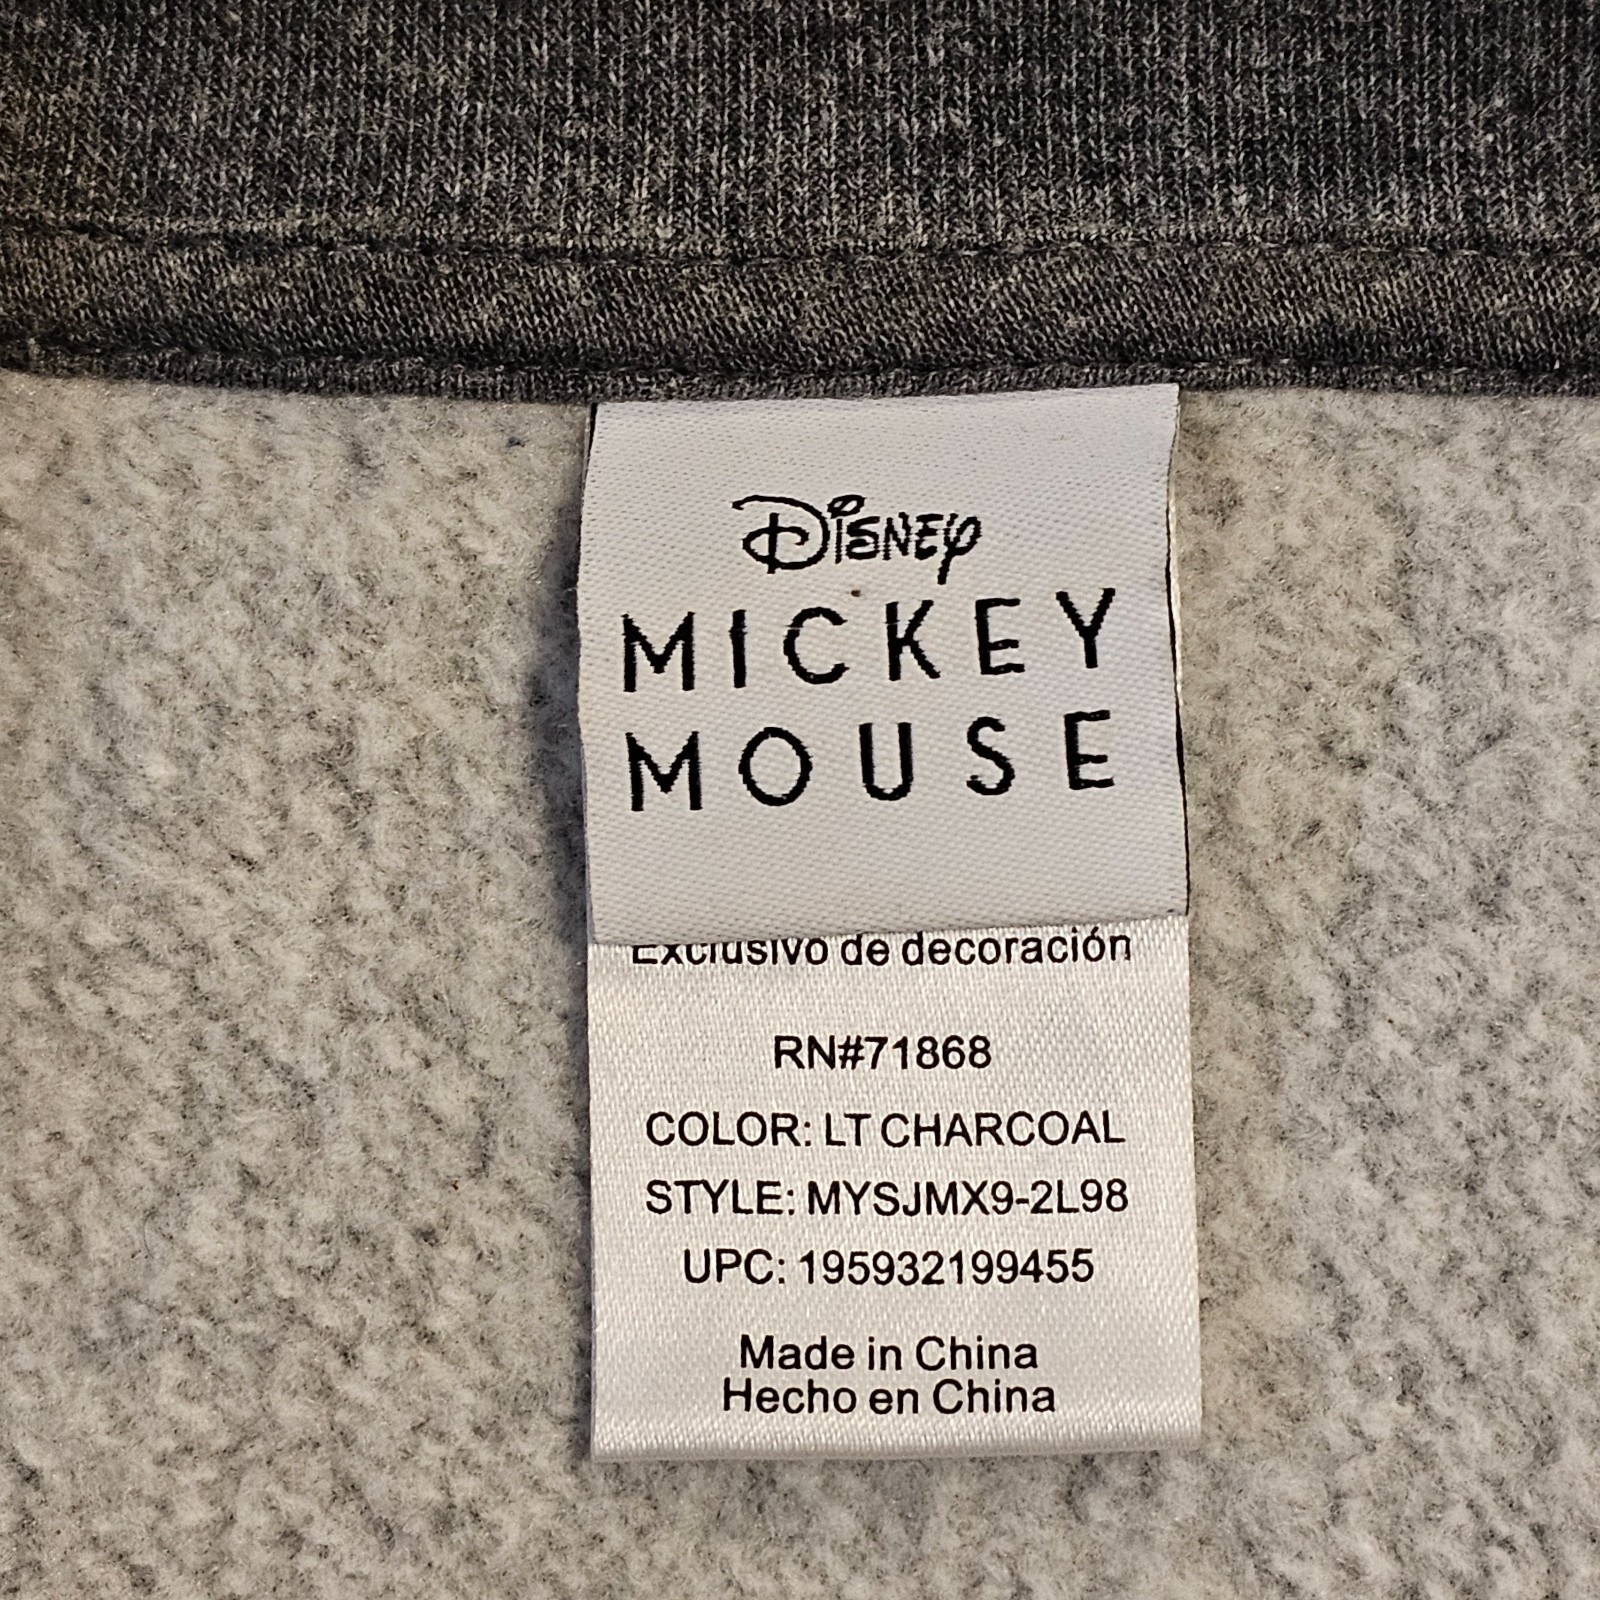 Disney
MICKEY
MOUSE
Exclusivo de decoración
RN#71868
COLOR: LT CHARCOAL
STYLE: MYSJMX9-2L98
UPC: 195932199455
Made in China
Hecho en China